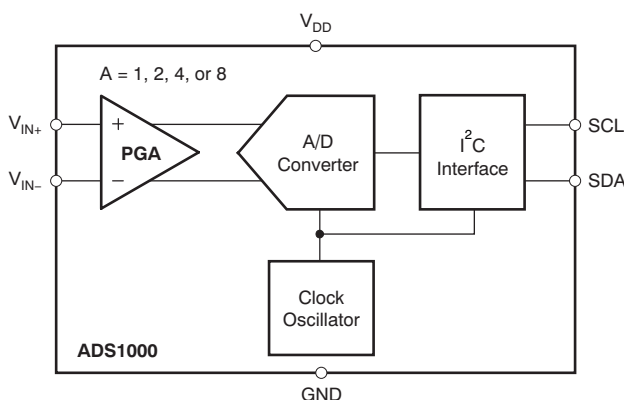 V_DD
A = 1, 2, 4, or 8
V_IN+
+
PGA
V_IN−
−
A/D
Converter
I²C
Interface
SCL
SDA
Clock
Oscillator
ADS1000
GND